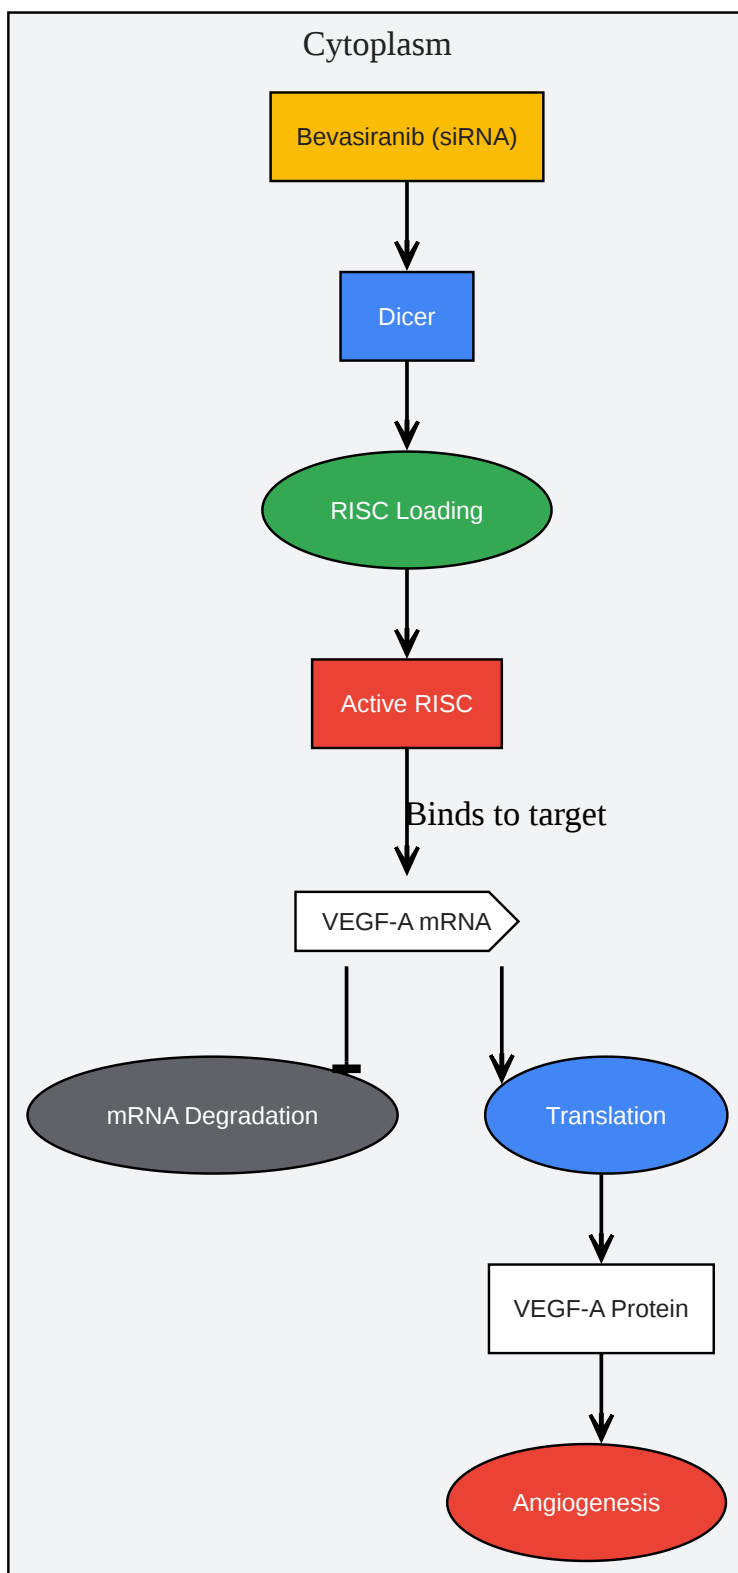 Cytoplasm
Bevasiranib (siRNA)
Dicer
RISC Loading
Active RISC
Binds to target
VEGF-A mRNA
mRNA Degradation
Translation
VEGF-A Protein
Angiogenesis